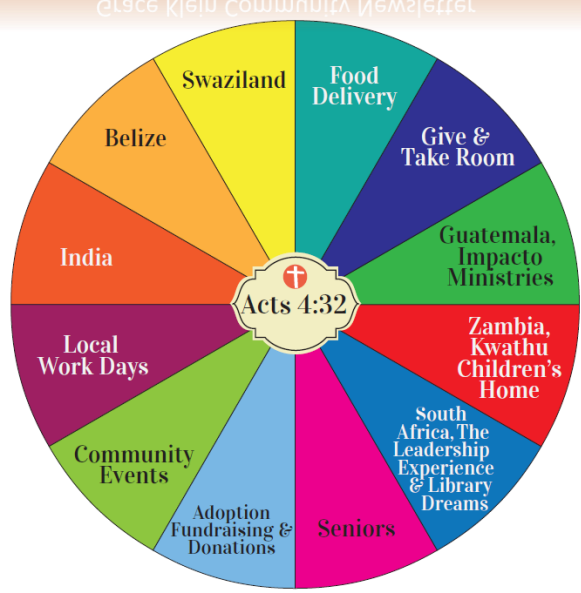 Grace Klein Community Newsletter
Swaziland
Food
Delivery
Give &
Take Room
Guatemala,
Impacto
Ministries
Zambia,
Kwathu
Children's
Home
South
Africa, The
Leadership
Experience
& Library
Dreams
Seniors
Adoption
Fundraising &
Donations
Community
Events
Local
Work Days
India
Belize
Acts 4:32